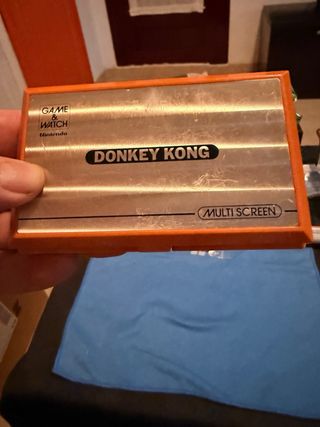 GAME
&
WATCH
Nintendo
DONKEY KONG
MULTI SCREEN